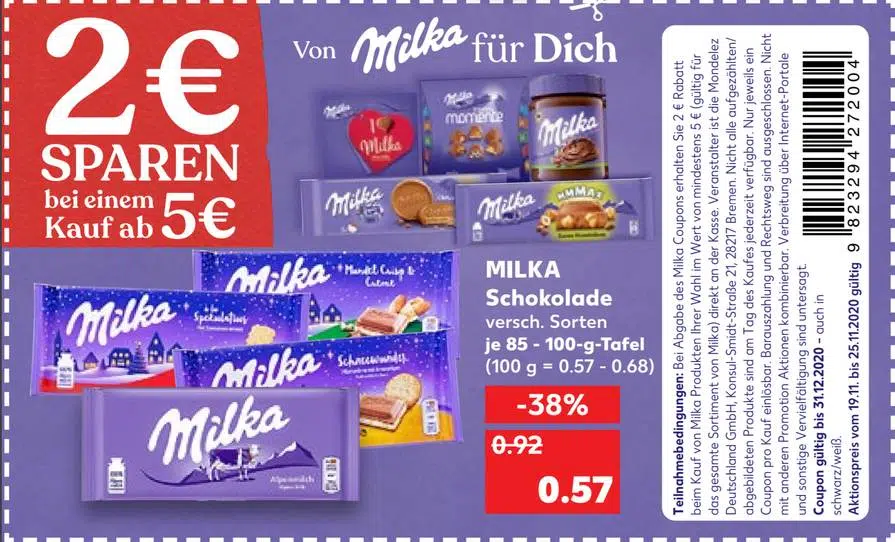 2€
SPAREN
bei einem
Kauf ab 5€
Von Milka für Dich
Milka
I
Milka
Milka
momente
Milka
Milka
Milka
MMMAX
Milka
Spekulatius
Milka
Mandel Crisp &
Creme
Milka
Schneewunder
Milka
Alpenmilch
MILKA
Schokolade
versch. Sorten
je 85 - 100-g-Tafel
(100 g = 0.57 - 0.68)
-38%
0.92
0.57
Teilnahmebedingungen: Bei Abgabe des Milka Coupons erhalten Sie 2 € Rabatt
beim Kauf von Milka Produkten Ihrer Wahl im Wert von mindestens 5 € (gültig für
das gesamte Sortiment von Milka) direkt an der Kasse. Veranstalter ist die Mondelez
Deutschland GmbH, Konsul-Smidt-Straße 21, 28217 Bremen. Nicht alle aufgezählten/
abgebildeten Produkte sind am Tag des Kaufes jederzeit verfügbar. Nur jeweils ein
Coupon pro Kauf einlösbar. Barauszahlung und Rechtsweg sind ausgeschlossen. Nicht
mit anderen Promotion Aktionen kombinierbar. Verbreitung über Internet-Portale
und sonstige Vervielfältigung sind untersagt.
Coupon gültig bis 31.12.2020 – auch in
schwarz/weiß.
Aktionspreis vom 19.11. bis 25.11.2020 gültig
9 823294 272004